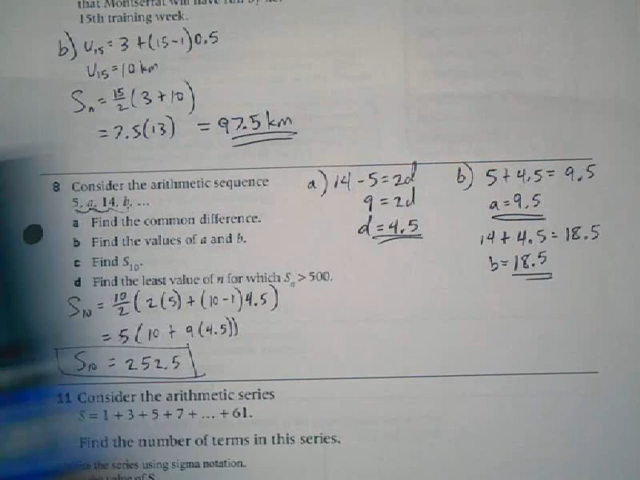 that Montserrat will have run by
15th training week.
b) U₁₅ = 3 + (15-1)0.5
U₁₅ = 10 km
Sₙ = 15/2 (3 + 10)
= 7.5(13) = 97.5 km
8 Consider the arithmetic sequence
5, a, 14, b, ...
a Find the common difference.
b Find the values of a and b.
c Find S₁₀.
d Find the least value of n for which Sₙ > 500.
a) 14 - 5 = 2d
9 = 2d
d = 4.5
b) 5 + 4.5 = 9.5
a = 9.5
14 + 4.5 = 18.5
b = 18.5
S₁₀ = 10/2 (2(5) + (10-1)4.5)
= 5(10 + 9(4.5))
S₁₀ = 252.5
11 Consider the arithmetic series
S = 1 + 3 + 5 + 7 + ... + 61.
Find the number of terms in this series.
the series using sigma notation.
value of S